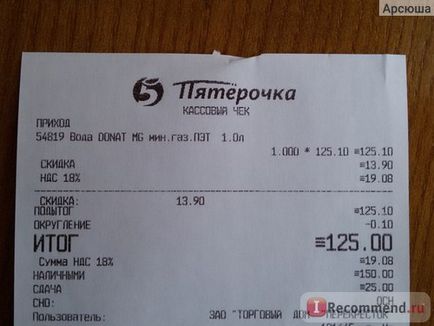 Арсюша
5 Пятёрочка
КАССОВЫЙ ЧЕК
ПРИХОД
54819 Вода DONAT MG мин.газ.ПЭТ 1.0л
1.000 * 125.10 =125.10
СКИДКА =13.90
НДС 18% =19.08
СКИДКА: 13.90
ПОДЫТОГ =125.10
ОКРУГЛЕНИЕ -0.10
ИТОГ =125.00
Сумма НДС 18% =19.08
НАЛИЧНЫМИ =150.00
СДАЧА =25.00
СНО: ОСН
Пользователь: ЗАО "ТОРГОВЫЙ ДОМ ПЕРЕКРЕСТОК
I Recommend.ru